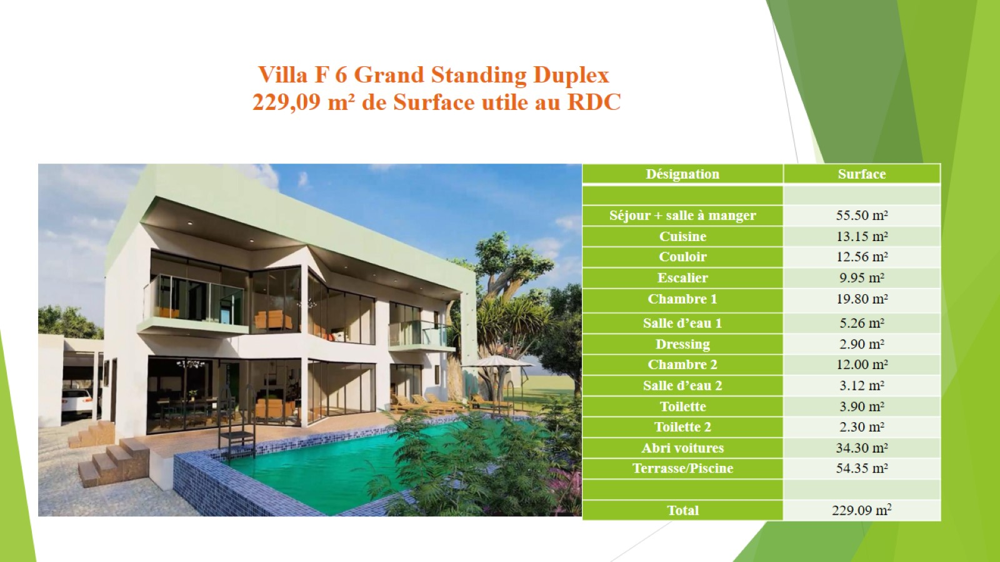 Villa F 6 Grand Standing Duplex
229,09 m² de Surface utile au RDC
Désignation Surface
Séjour + salle à manger 55.50 m²
Cuisine 13.15 m²
Couloir 12.56 m²
Escalier 9.95 m²
Chambre 1 19.80 m²
Salle d’eau 1 5.26 m²
Dressing 2.90 m²
Chambre 2 12.00 m²
Salle d’eau 2 3.12 m²
Toilette 3.90 m²
Toilette 2 2.30 m²
Abri voitures 34.30 m²
Terrasse/Piscine 54.35 m²
Total 229.09 m²